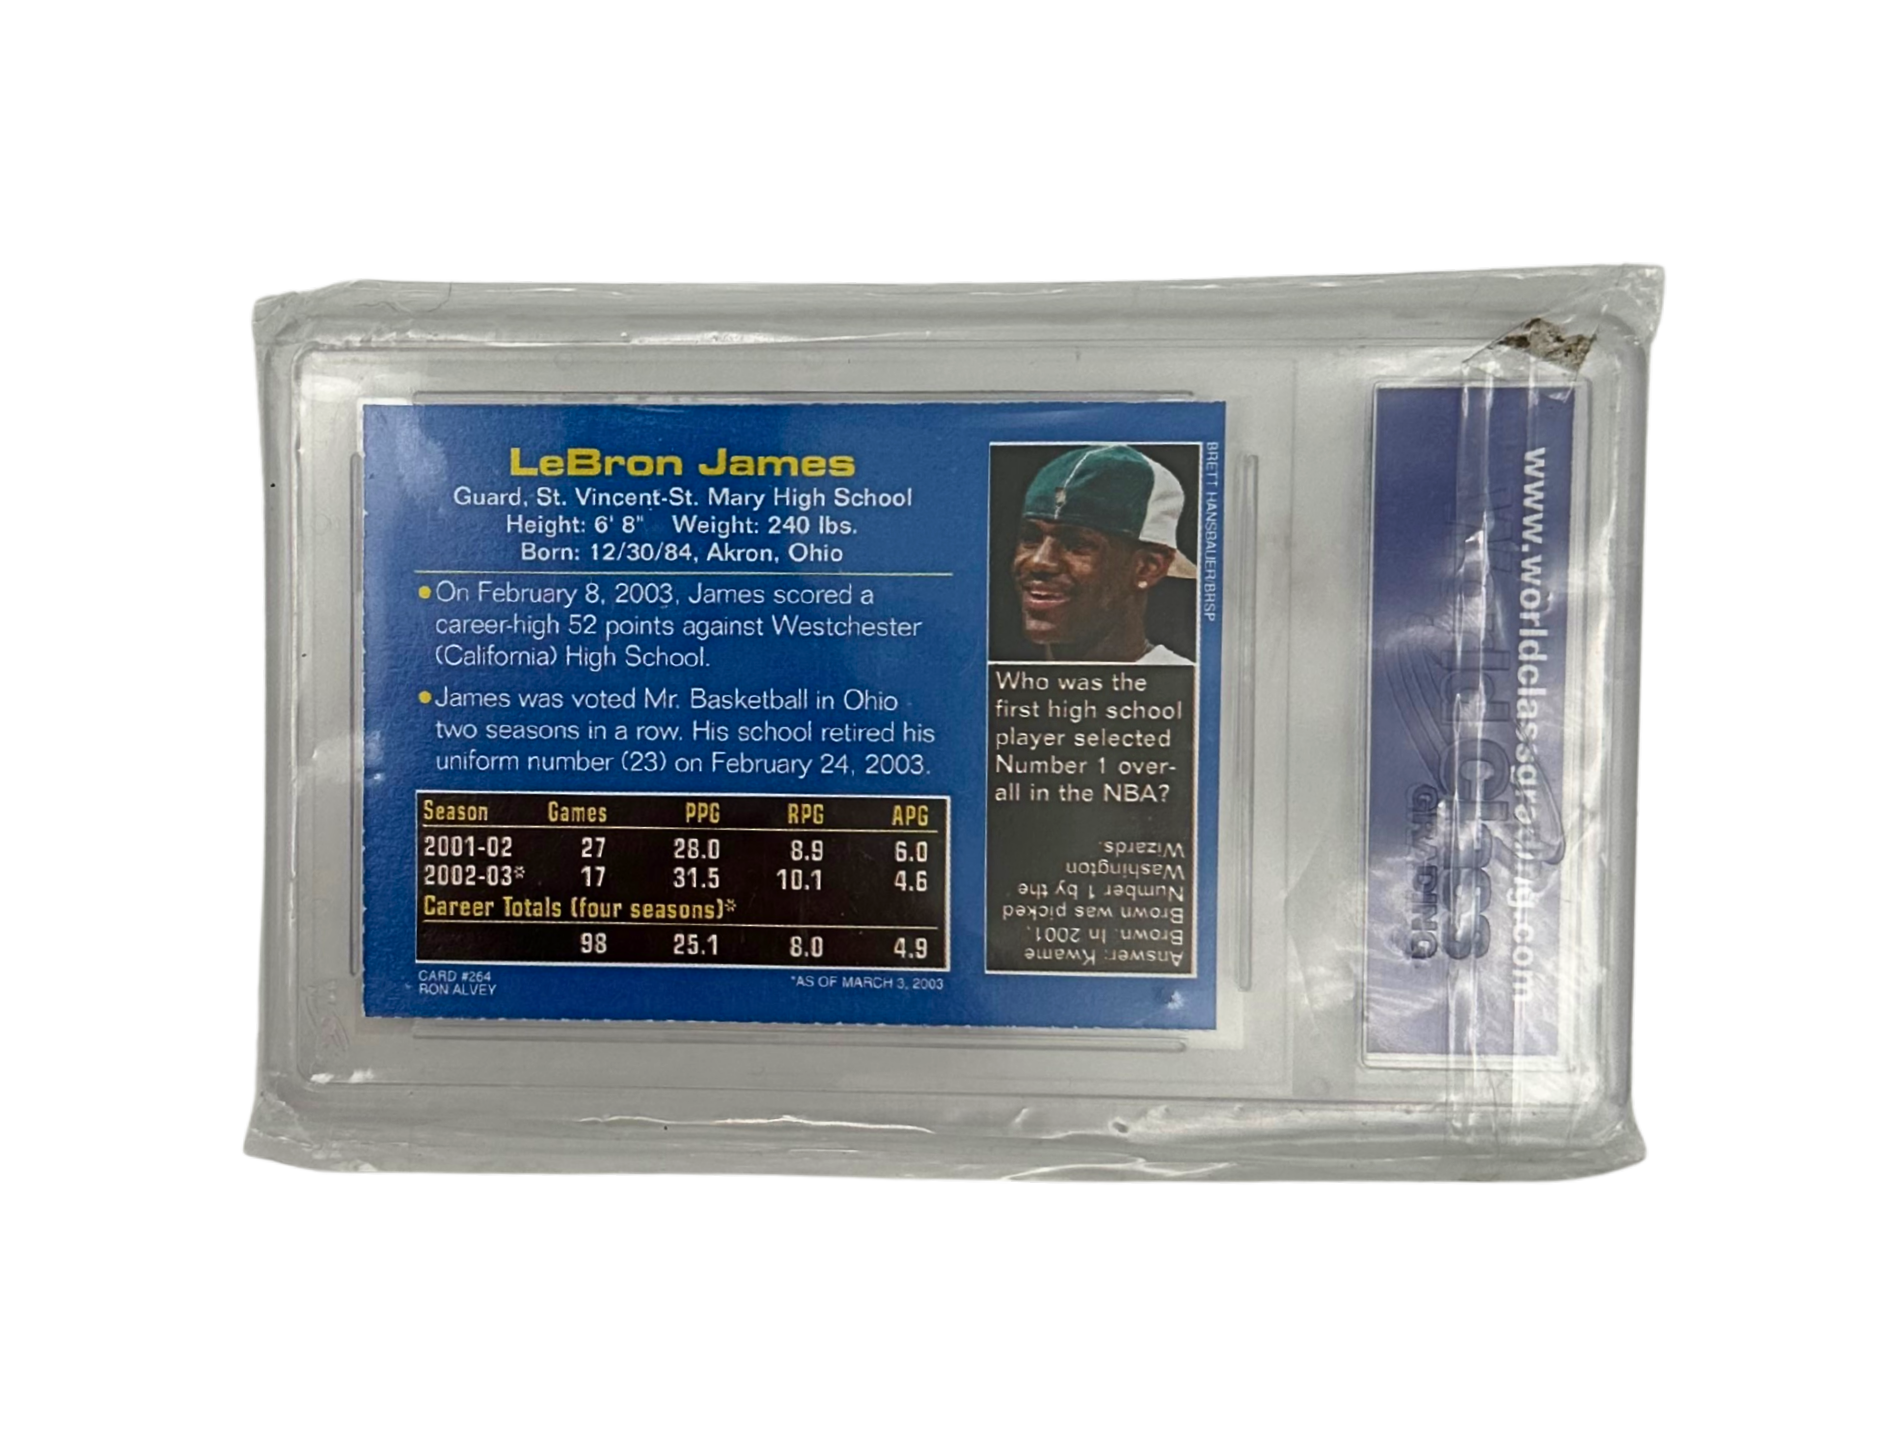 LeBron James
Guard, St. Vincent-St. Mary High School
Height: 6' 8" Weight: 240 lbs.
Born: 12/30/84, Akron, Ohio
On February 8, 2003, James scored a
career-high 52 points against Westchester
(California) High School.
James was voted Mr. Basketball in Ohio
two seasons in a row. His school retired his
uniform number (23) on February 24, 2003.
Season Games PPG RPG APG
2001-02 27 28.0 8.9 6.0
2002-03* 17 31.5 10.1 4.6
Career Totals (four seasons)*
98 25.1 8.0 4.9
CARD #264
RON ALVEY
*AS OF MARCH 3, 2003
BRETT HANSBAUER/BRSP
Who was the
first high school
player selected
Number 1 over-
all in the NBA?
Answer: Kwame
Brown. In 2001,
Brown was picked
Number 1 by the
Washington
Wizards.
www.worldclassgrading.com
World Class
GRADING